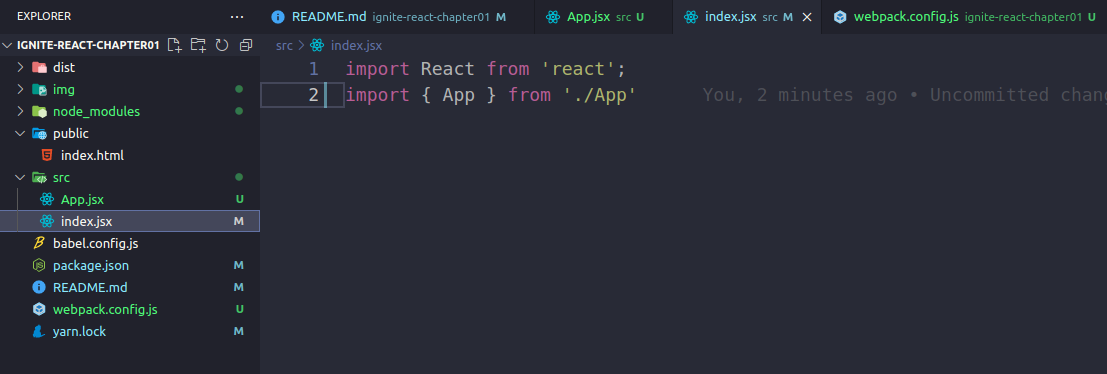 EXPLORER ...
README.md ignite-react-chapter01 M App.jsx src U index.jsx src M webpack.config.js ignite-react-chapter01 U
IGNITE-REACT-CHAPTER01
dist
img
node_modules
public
index.html
src
App.jsx U
index.jsx M
babel.config.js
package.json M
README.md M
webpack.config.js U
yarn.lock M
src > index.jsx
1 import React from 'react';
2 import { App } from './App' You, 2 minutes ago • Uncommitted chan